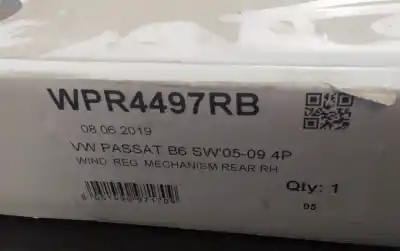 WPR4497RB
08.06.2019
VW PASSAT B6 SW'05-09 4P
WIND. REG. MECHANISM REAR RH
Qty: 1
05